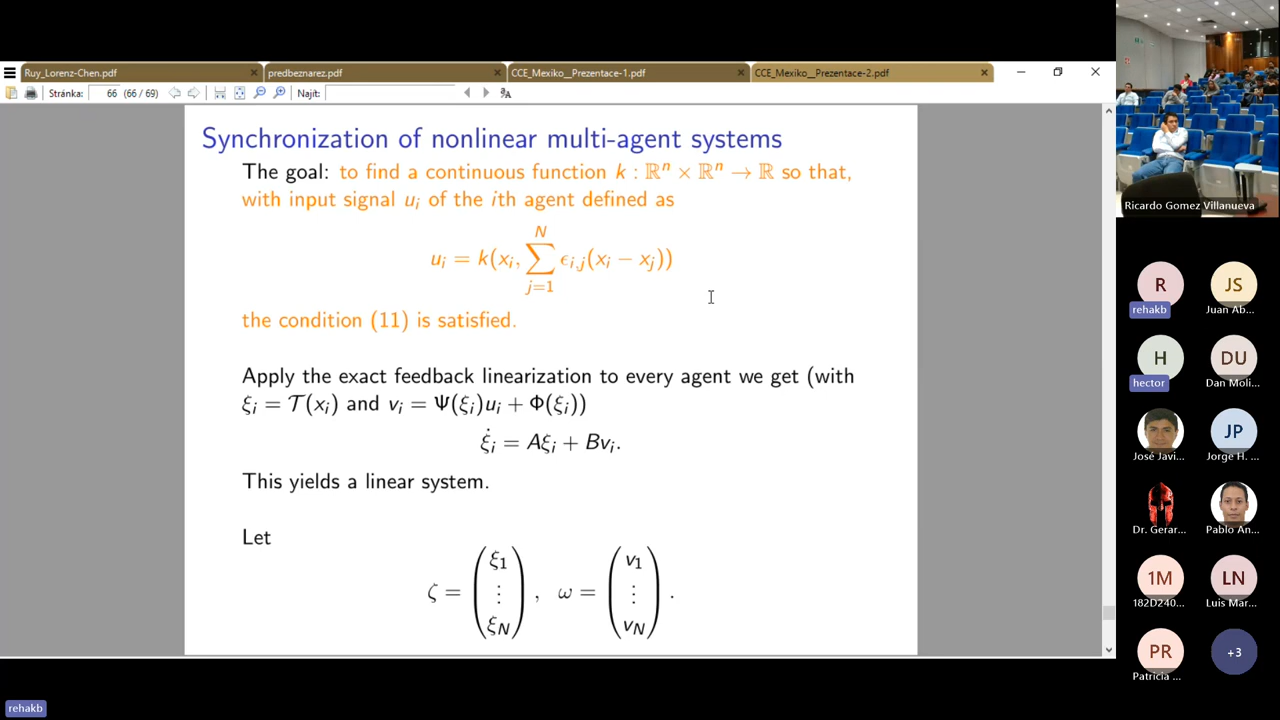 Ruy_Lorenz-Chen.pdf
predbeznarez.pdf
CCE_Mexiko__Prezentace-1.pdf
CCE_Mexiko__Prezentace-2.pdf
Stránka: 66 (66 / 69)
Najít:
Synchronization of nonlinear multi-agent systems
The goal: to find a continuous function k : ℝⁿ × ℝⁿ → ℝ so that,
with input signal uᵢ of the ith agent defined as
uᵢ = k(xᵢ, ∑_{j=1}^{N} ϵ_{i,j}(xᵢ − xⱼ))
the condition (11) is satisfied.
Apply the exact feedback linearization to every agent we get (with
ξᵢ = 𝒯(xᵢ) and vᵢ = Ψ(ξᵢ)uᵢ + Φ(ξᵢ))
ξ̇ᵢ = Aξᵢ + Bvᵢ.
This yields a linear system.
Let
ζ = (ξ₁ ⋮ ξ_N), ω = (v₁ ⋮ v_N).
Ricardo Gomez Villanueva
R
rehakb
JS
Juan Ab...
H
hector
DU
Dan Moli...
José Javi...
JP
Jorge H. ...
Dr. Gerar...
Pablo An...
1M
182D240...
LN
Luis Mar...
PR
Patricia ...
+3
rehakb